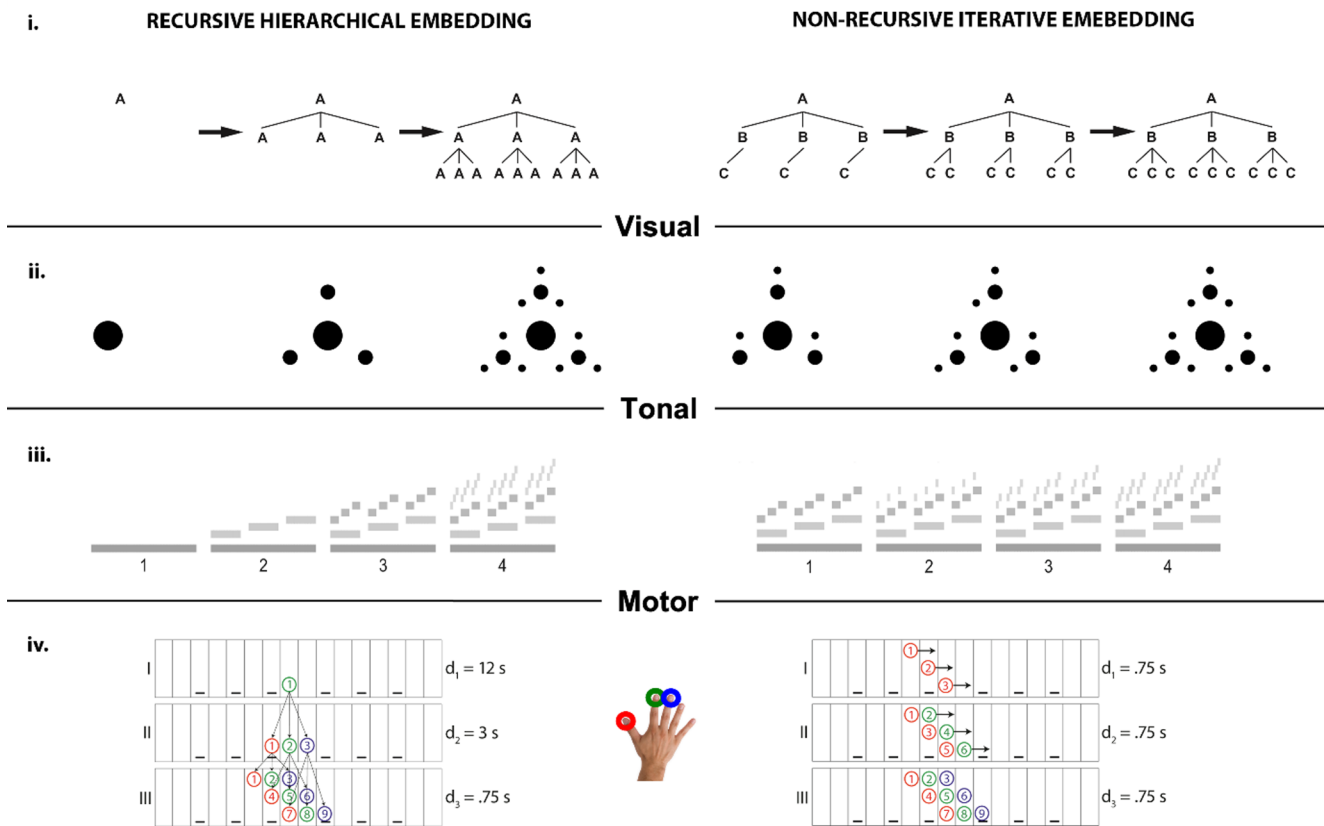 i. RECURSIVE HIERARCHICAL EMBEDDING NON-RECURSIVE ITERATIVE EMEBEDDING
A A A A A A
A A A A A A B B B B B B B B B
A A A A A A A A A C C C C C C C C C C C C C C C C C C
Visual
ii.
Tonal
iii.
1 2 3 4 1 2 3 4
Motor
iv.
I 1 d1 = 12 s
II 1 2 3 d2 = 3 s
III 1 2 3 d3 = .75 s
4 5 6
7 8 9
I 1 d1 = .75 s
2
3
II 1 2 d2 = .75 s
3 4
5 6
III 1 2 3 d3 = .75 s
4 5 6
7 8 9